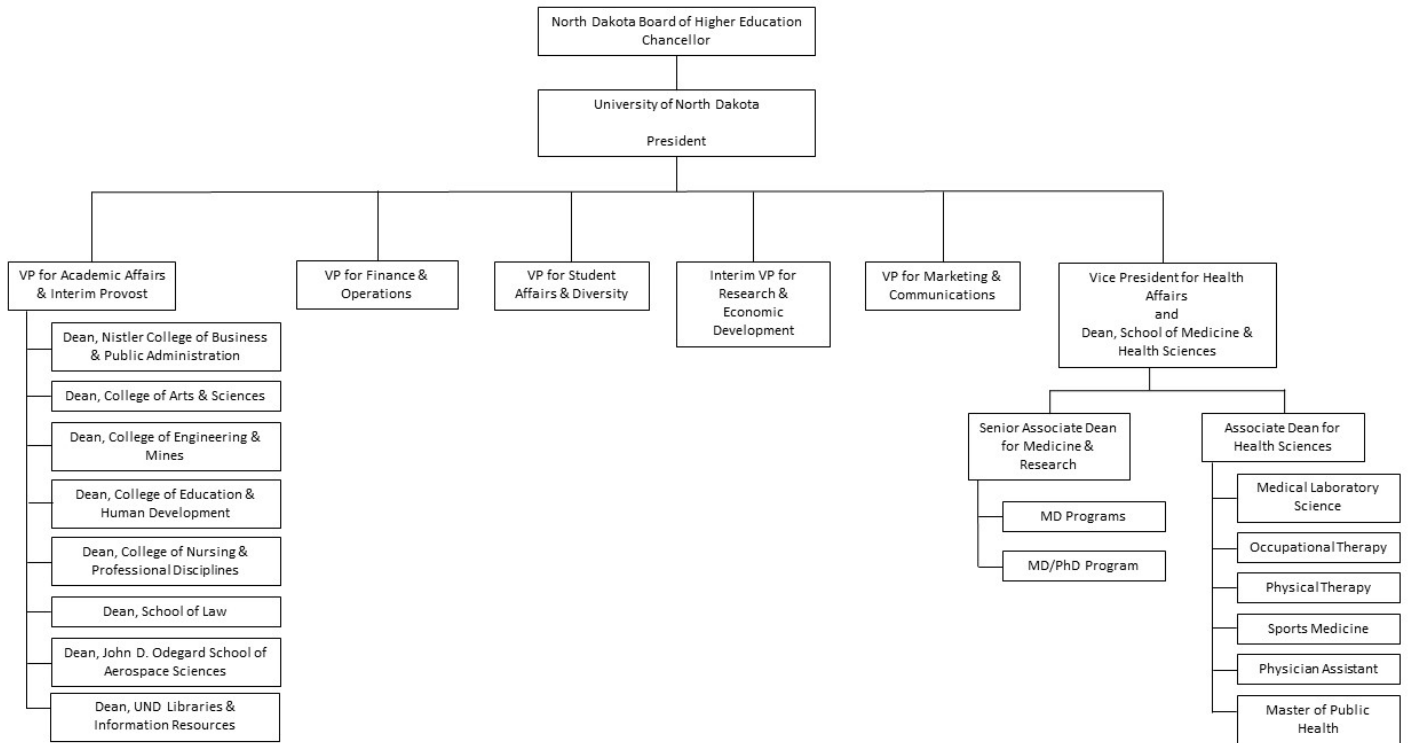 North Dakota Board of Higher Education
Chancellor
University of North Dakota
President
VP for Academic Affairs
& Interim Provost
VP for Finance &
Operations
VP for Student
Affairs & Diversity
Interim VP for
Research &
Economic
Development
VP for Marketing &
Communications
Vice President for Health
Affairs
and
Dean, School of Medicine &
Health Sciences
Dean, Nistler College of Business
& Public Administration
Dean, College of Arts & Sciences
Dean, College of Engineering &
Mines
Dean, College of Education &
Human Development
Dean, College of Nursing &
Professional Disciplines
Dean, School of Law
Dean, John D. Odegard School of
Aerospace Sciences
Dean, UND Libraries &
Information Resources
Senior Associate Dean
for Medicine &
Research
MD Programs
MD/PhD Program
Associate Dean for
Health Sciences
Medical Laboratory
Science
Occupational Therapy
Physical Therapy
Sports Medicine
Physician Assistant
Master of Public
Health